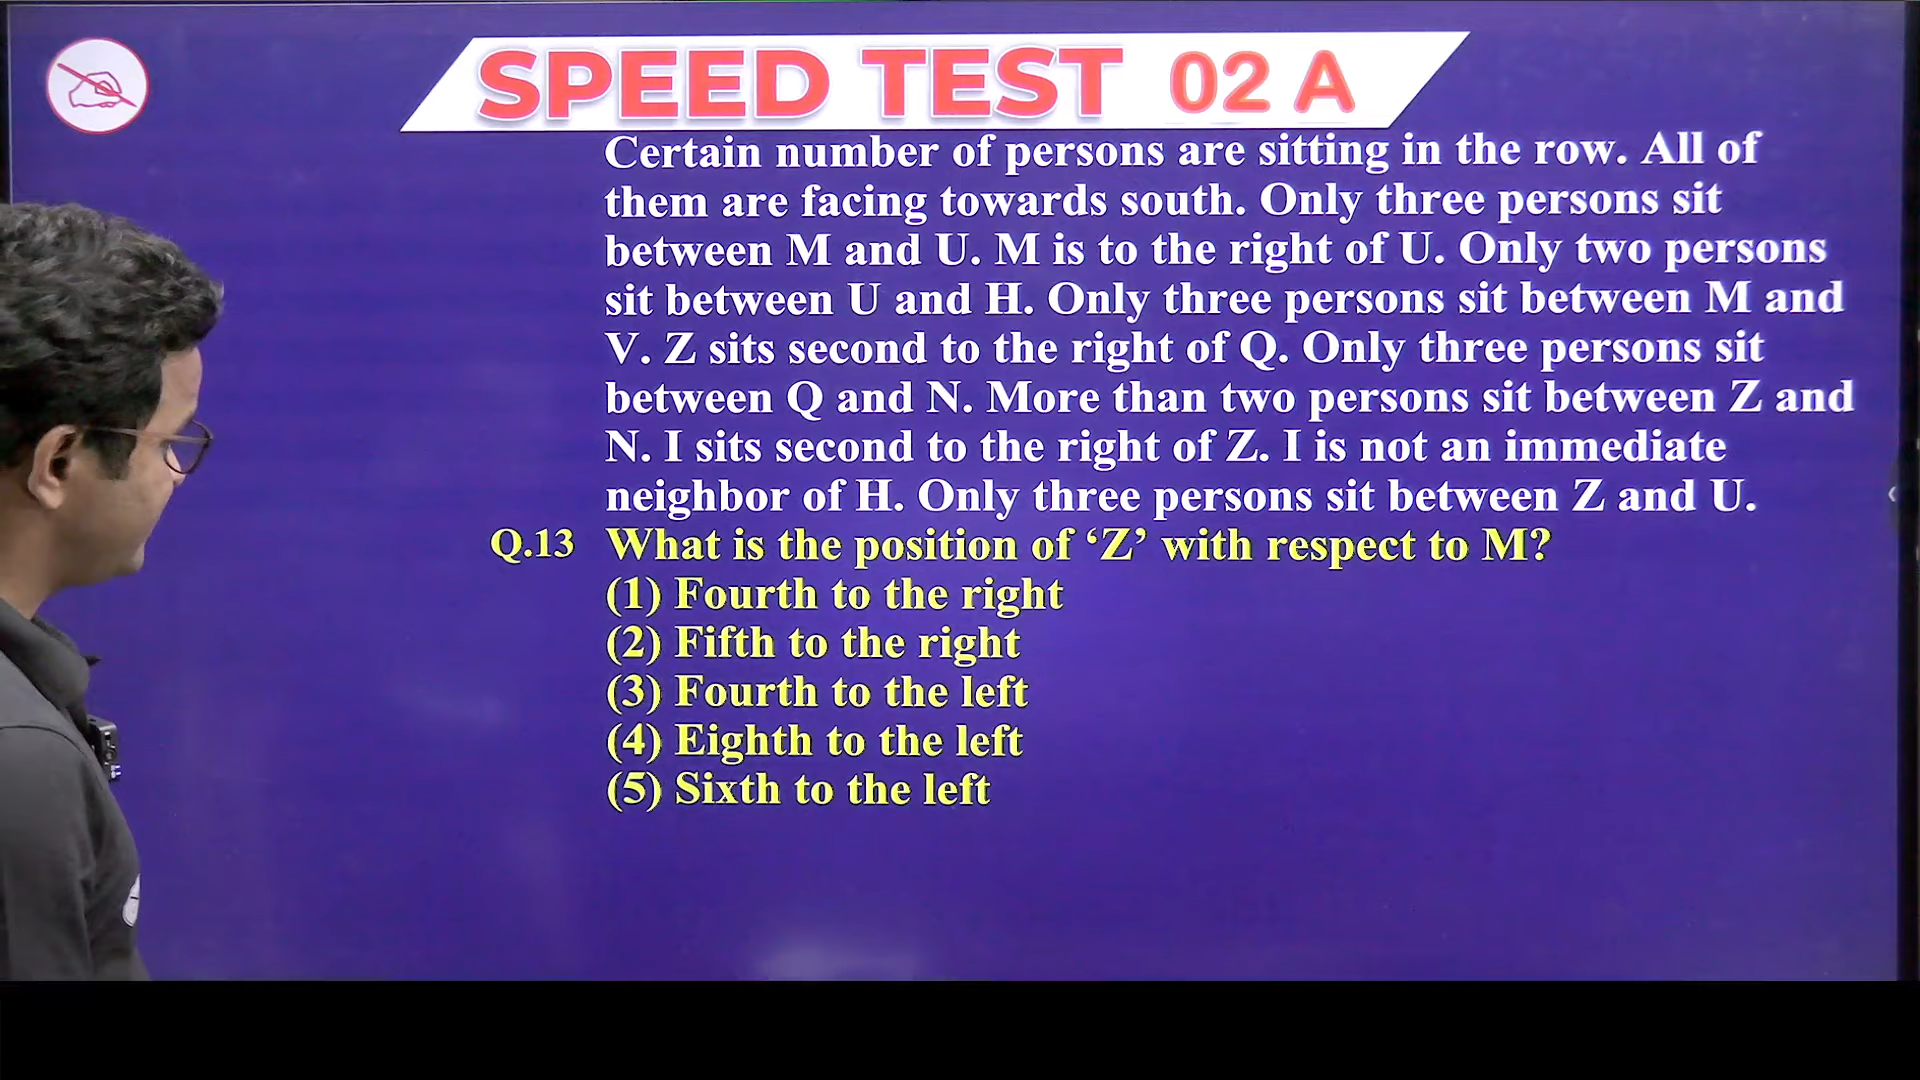 SPEED TEST 02 A
Certain number of persons are sitting in the row. All of
them are facing towards south. Only three persons sit
between M and U. M is to the right of U. Only two persons
sit between U and H. Only three persons sit between M and
V. Z sits second to the right of Q. Only three persons sit
between Q and N. More than two persons sit between Z and
N. I sits second to the right of Z. I is not an immediate
neighbor of H. Only three persons sit between Z and U.
Q.13 What is the position of ‘Z’ with respect to M?
(1) Fourth to the right
(2) Fifth to the right
(3) Fourth to the left
(4) Eighth to the left
(5) Sixth to the left